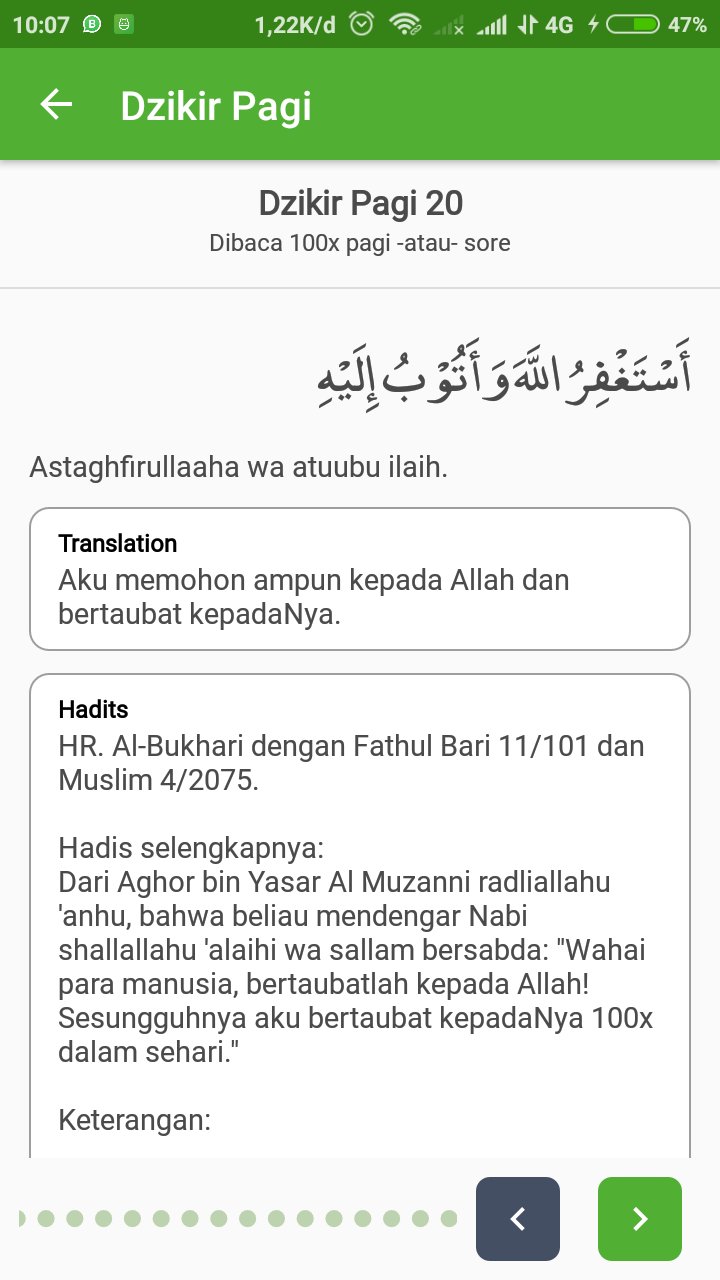 10:07 1,22K/d 4G 47%
Dzikir Pagi
Dzikir Pagi 20
Dibaca 100x pagi -atau- sore
أَسْتَغْفِرُ اللَّهَ وَ أَتُوْبُ إِلَيْهِ
Astaghfirullaaha wa atuubu ilaih.
Translation
Aku memohon ampun kepada Allah dan
bertaubat kepadaNya.
Hadits
HR. Al-Bukhari dengan Fathul Bari 11/101 dan
Muslim 4/2075.
Hadis selengkapnya:
Dari Aghor bin Yasar Al Muzanni radliallahu
'anhu, bahwa beliau mendengar Nabi
shallallahu 'alaihi wa sallam bersabda: "Wahai
para manusia, bertaubatlah kepada Allah!
Sesungguhnya aku bertaubat kepadaNya 100x
dalam sehari."
Keterangan: